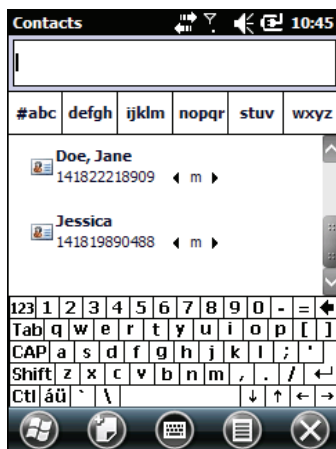 Contacts 10:45
#abc defgh ijklm nopqr stuv wxyz
Doe, Jane
141822218909 m
Jessica
141819890488 m
123 1 2 3 4 5 6 7 8 9 0 - =
Tab q w e r t y u i o p [ ]
CAP a s d f g h j k l ; '
Shift z x c v b n m , . /
Ctl áü ` \